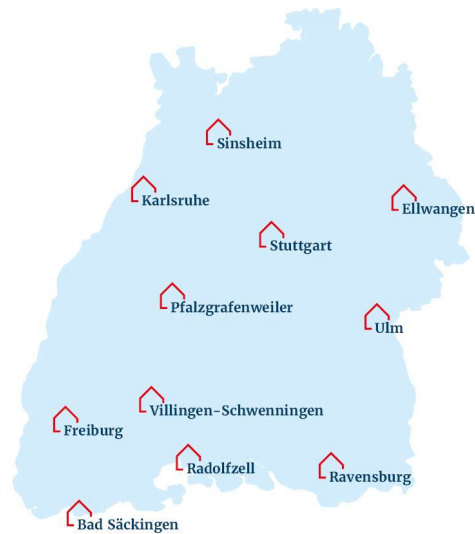 Sinsheim
Karlsruhe
Ellwangen
Stuttgart
Pfalzgrafenweiler
Ulm
Villingen-Schwenningen
Freiburg
Radolfzell
Ravensburg
Bad Säckingen